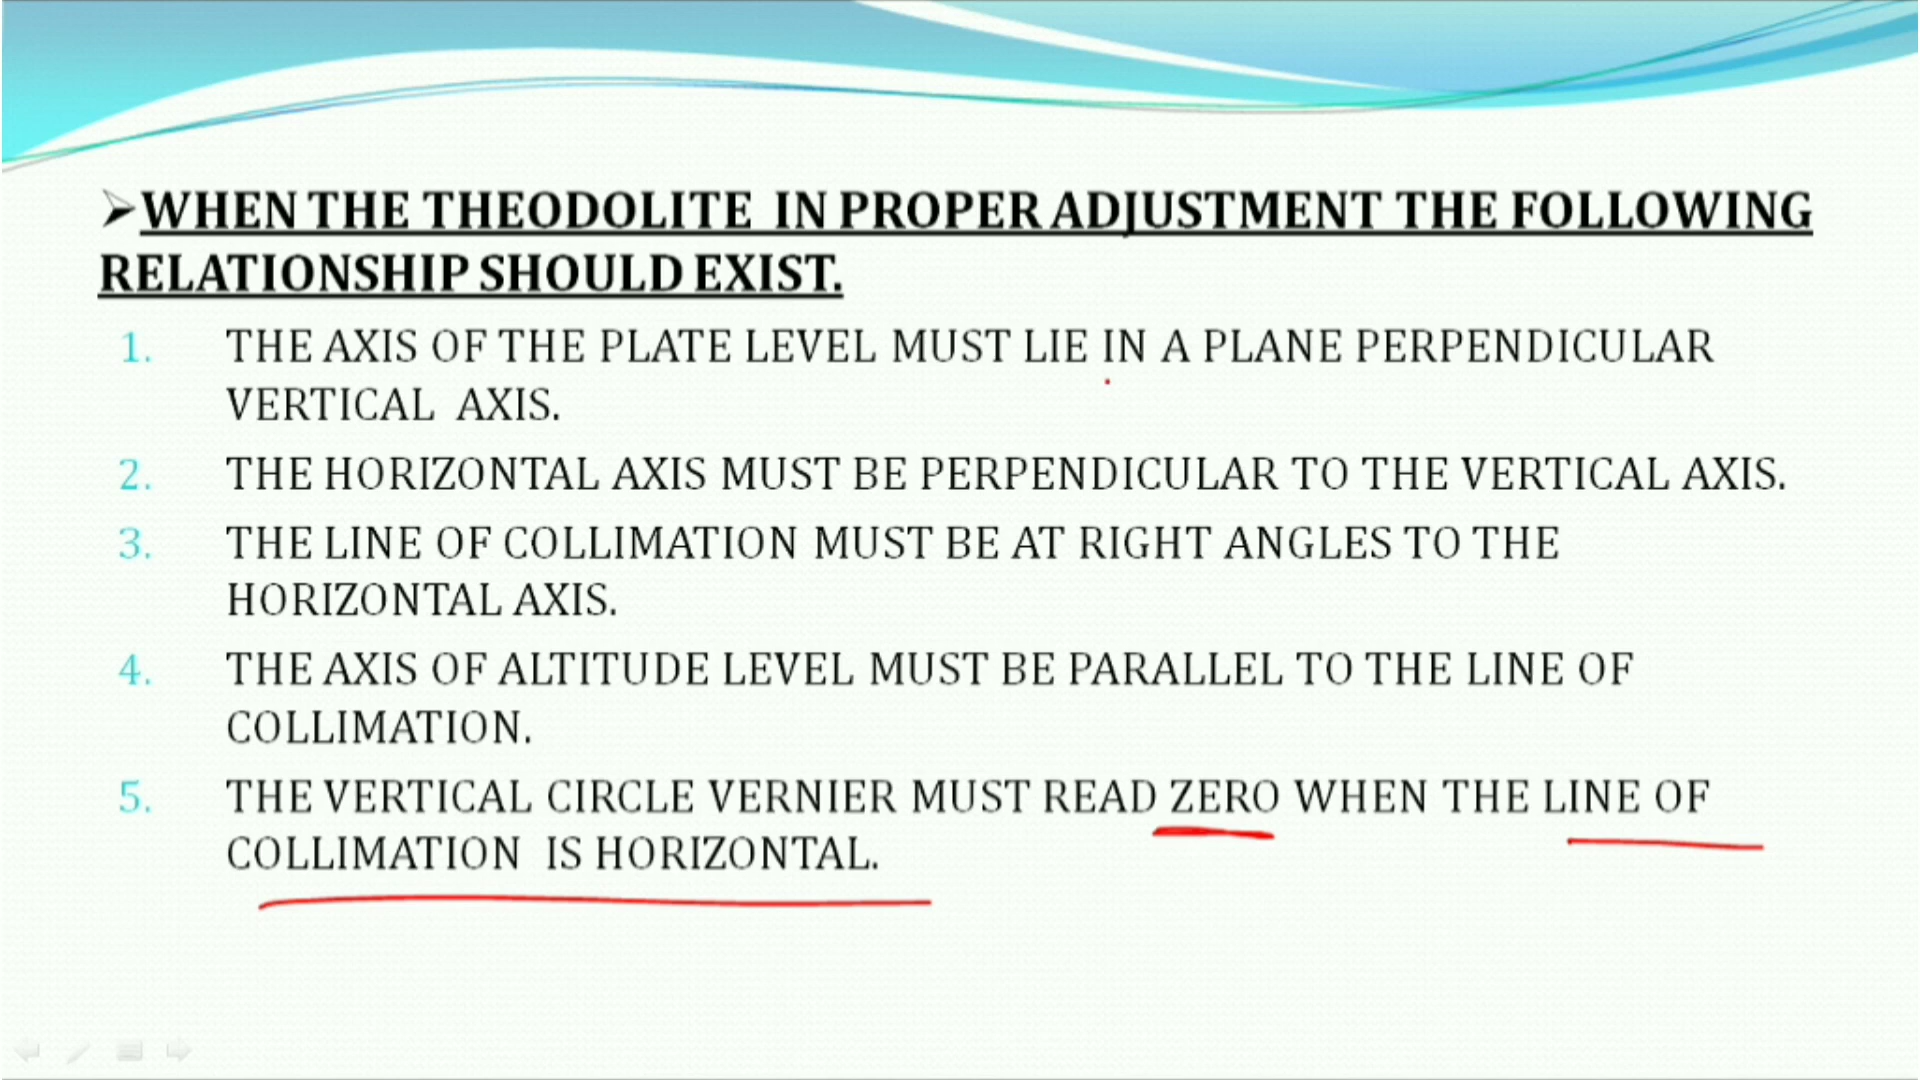 ➢WHEN THE THEODOLITE IN PROPER ADJUSTMENT THE FOLLOWING
RELATIONSHIP SHOULD EXIST.
1. THE AXIS OF THE PLATE LEVEL MUST LIE IN A PLANE PERPENDICULAR
VERTICAL AXIS.
2. THE HORIZONTAL AXIS MUST BE PERPENDICULAR TO THE VERTICAL AXIS.
3. THE LINE OF COLLIMATION MUST BE AT RIGHT ANGLES TO THE
HORIZONTAL AXIS.
4. THE AXIS OF ALTITUDE LEVEL MUST BE PARALLEL TO THE LINE OF
COLLIMATION.
5. THE VERTICAL CIRCLE VERNIER MUST READ ZERO WHEN THE LINE OF
COLLIMATION IS HORIZONTAL.